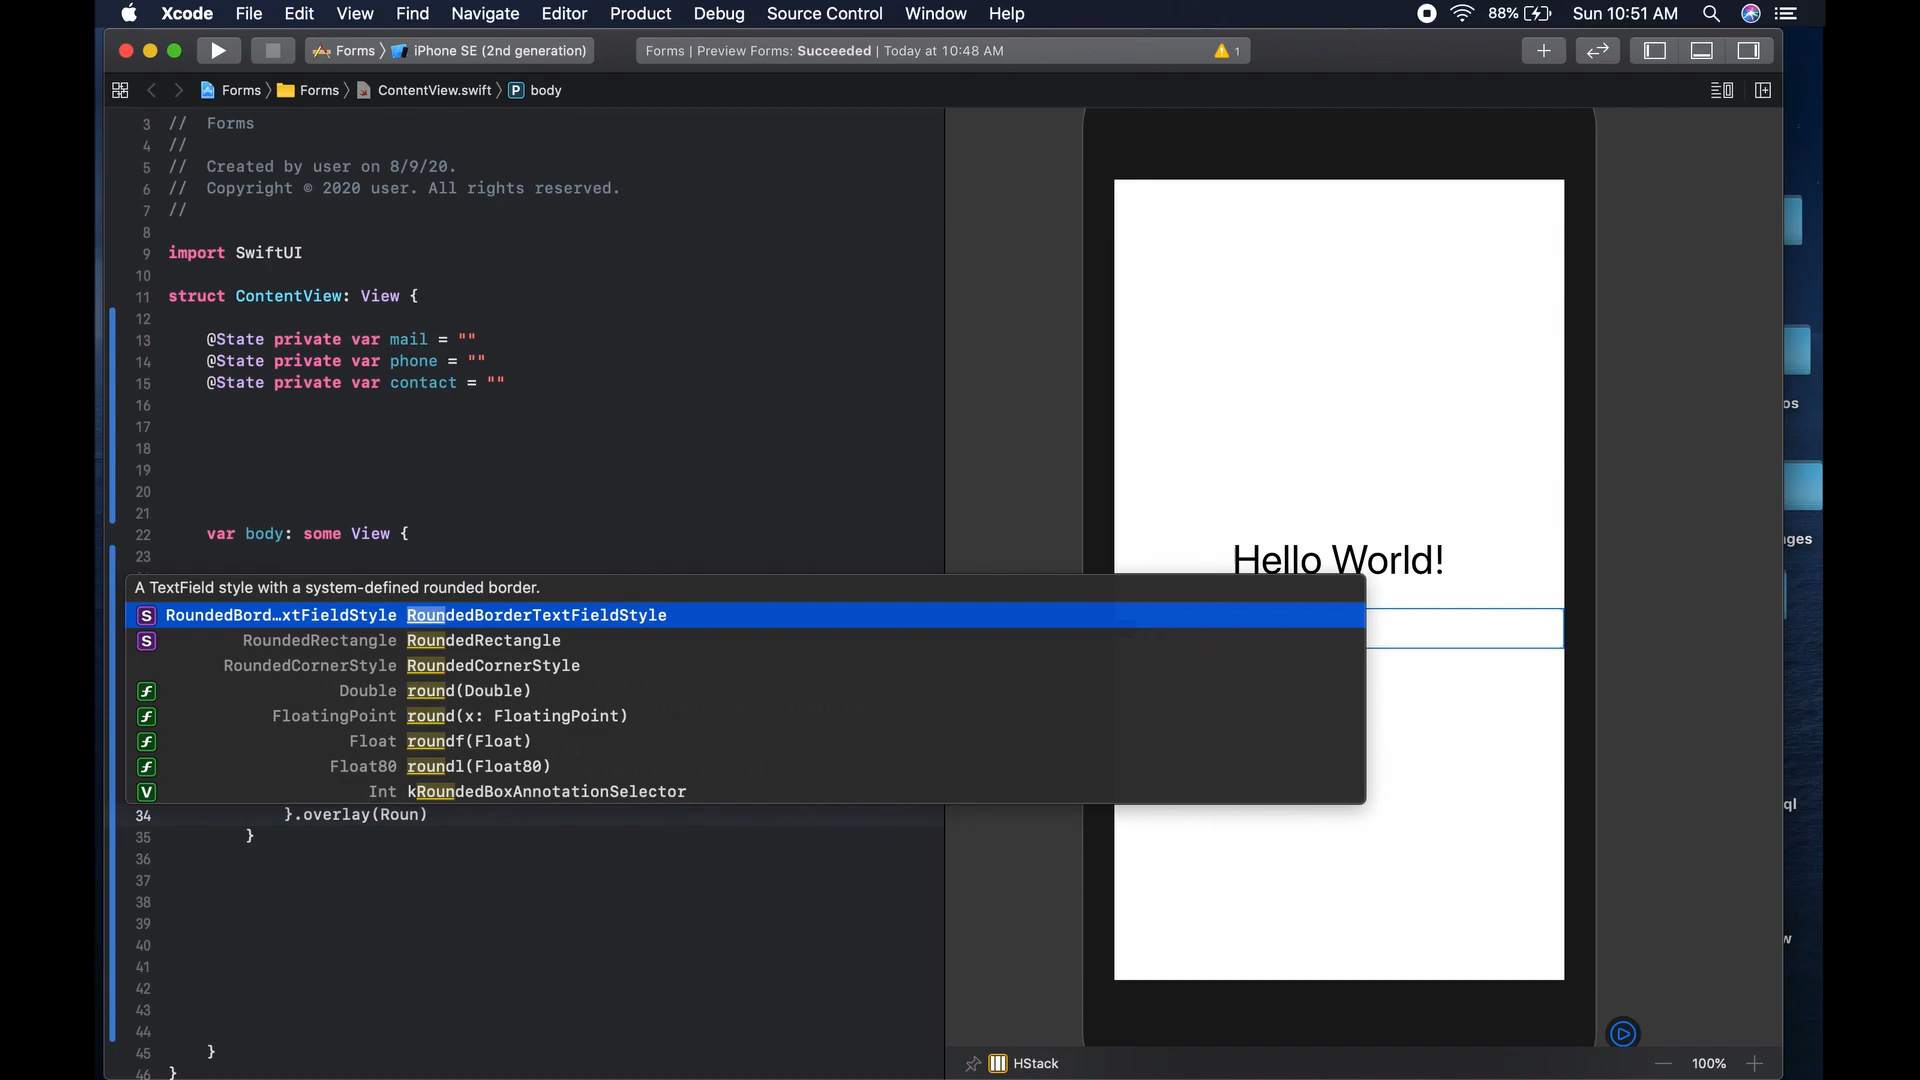 Xcode File Edit View Find Navigate Editor Product Debug Source Control Window Help 88% Sun 10:51 AM
Forms iPhone SE (2nd generation) Forms | Preview Forms: Succeeded | Today at 10:48 AM 1
Forms Forms ContentView.swift P body
3 // Forms
4 //
5 // Created by user on 8/9/20.
6 // Copyright © 2020 user. All rights reserved.
7 //
8
9 import SwiftUI
10
11 struct ContentView: View {
12
13 @State private var mail = ""
14 @State private var phone = ""
15 @State private var contact = ""
16
17
18
19
20
21
22 var body: some View {
23
A TextField style with a system-defined rounded border.
S RoundedBord…xtFieldStyle RoundedBorderTextFieldStyle
S RoundedRectangle RoundedRectangle
RoundedCornerStyle RoundedCornerStyle
f Double round(Double)
f FloatingPoint round(x: FloatingPoint)
f Float roundf(Float)
f Float80 roundl(Float80)
V Int kRoundedBoxAnnotationSelector
34 }.overlay(Roun)
35 }
36
37
38
39
40
41
42
43
44
45 }
46 }
Hello World!
HStack 100%
os
ges
ql
w